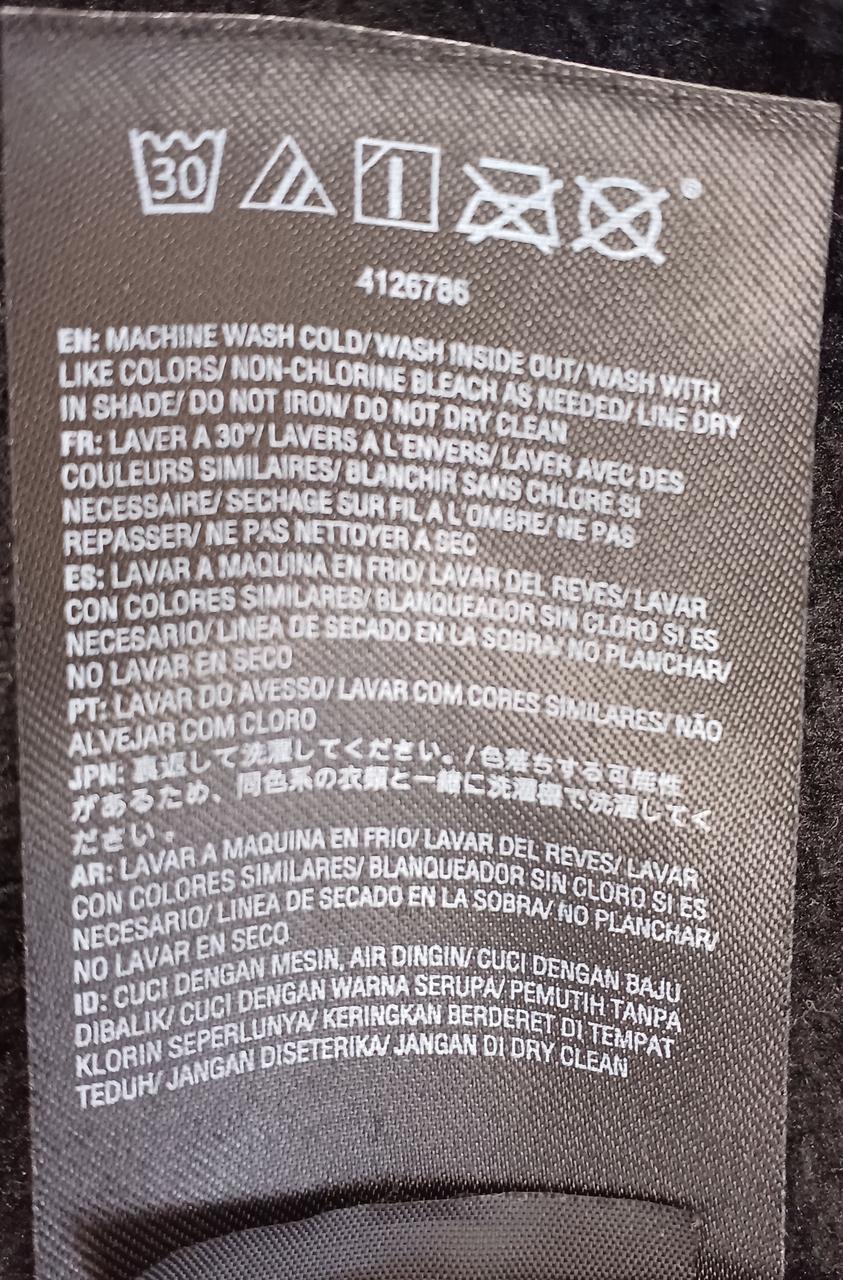 30
®
4126786
EN: MACHINE WASH COLD/ WASH INSIDE OUT/ WASH WITH
LIKE COLORS/ NON-CHLORINE BLEACH AS NEEDED/ LINE DRY
IN SHADE/ DO NOT IRON/ DO NOT DRY CLEAN
FR: LAVER A 30°/ LAVERS A L'ENVERS/ LAVER AVEC DES
COULEURS SIMILAIRES/ BLANCHIR SANS CHLORE SI
NECESSAIRE/ SECHAGE SUR FIL A L'OMBRE/ NE PAS
REPASSER/ NE PAS NETTOYER A SEC
ES: LAVAR A MAQUINA EN FRIO/ LAVAR DEL REVES/ LAVAR
CON COLORES SIMILARES/ BLANQUEADOR SIN CLORO SI ES
NECESARIO/ LINEA DE SECADO EN LA SOBRA/ NO PLANCHAR/
NO LAVAR EN SECO
PT: LAVAR DO AVESSO/ LAVAR COM CORES SIMILARES/ NÃO
ALVEJAR COM CLORO
JPN: 裏返して洗濯してください。/色落ちする可能性
があるため、同色系の衣類と一緒に洗濯機で洗濯してく
ださい。
AR: LAVAR A MAQUINA EN FRIO/ LAVAR DEL REVES/ LAVAR
CON COLORES SIMILARES/ BLANQUEADOR SIN CLORO SI ES
NECESARIO/ LINEA DE SECADO EN LA SOBRA/ NO PLANCHAR/
NO LAVAR EN SECO
ID: CUCI DENGAN MESIN, AIR DINGIN/ CUCI DENGAN BAJU
DIBALIK/ CUCI DENGAN WARNA SERUPA/ PEMUTIH TANPA
KLORIN SEPERLUNYA/ KERINGKAN BERDERET DI TEMPAT
TEDUH/ JANGAN DISETERIKA/ JANGAN DI DRY CLEAN